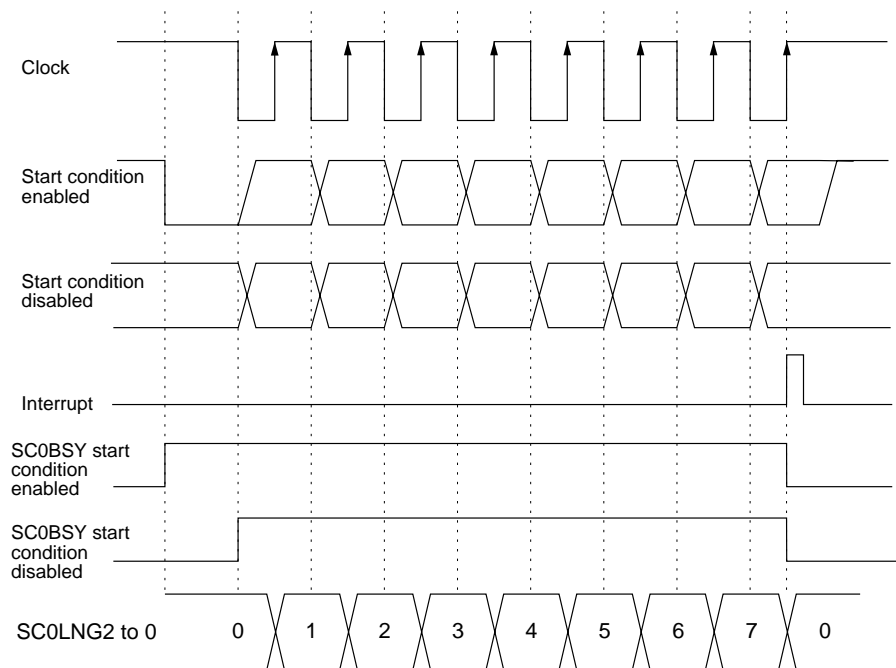 Clock
Start condition
enabled
Start condition
disabled
Interrupt
SC0BSY start
condition
enabled
SC0BSY start
condition
disabled
SC0LNG2 to 0 0 1 2 3 4 5 6 7 0